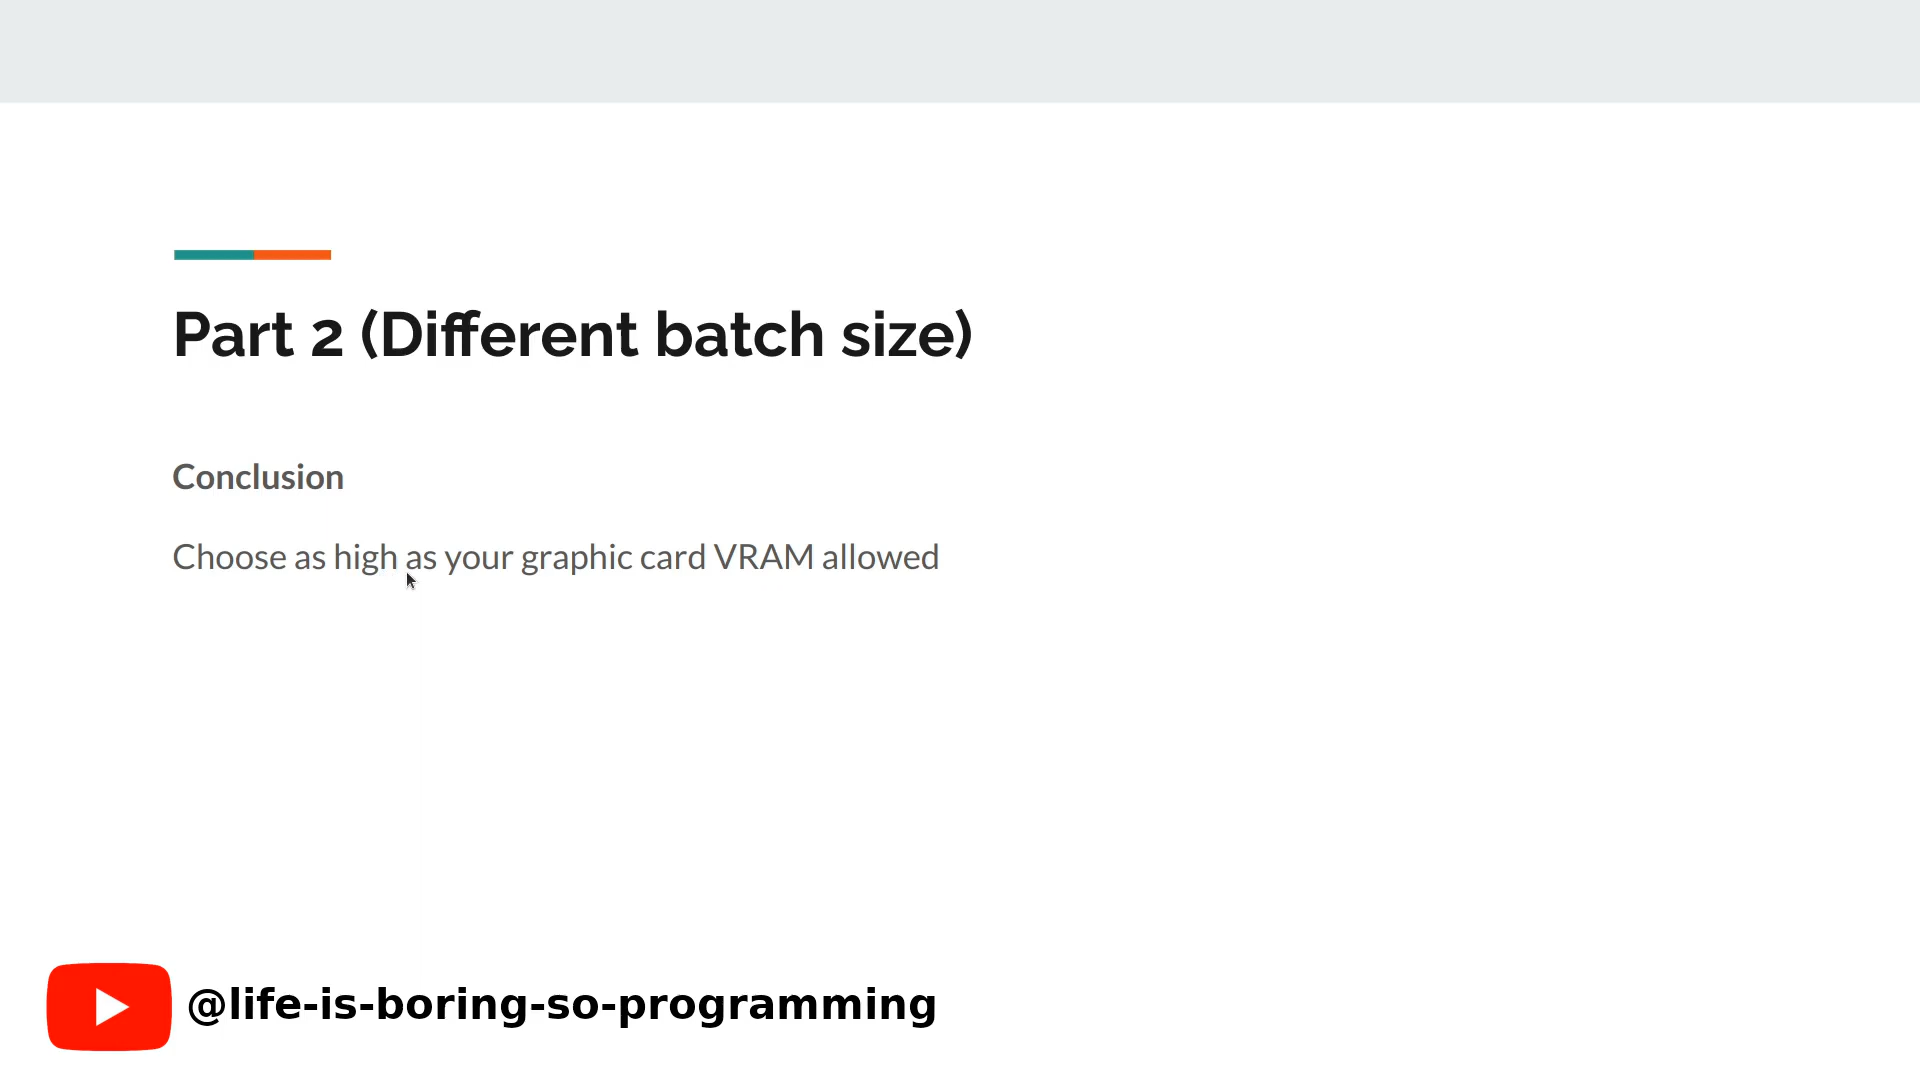 Part 2 (Different batch size)
Conclusion
Choose as high as your graphic card VRAM allowed
@life-is-boring-so-programming